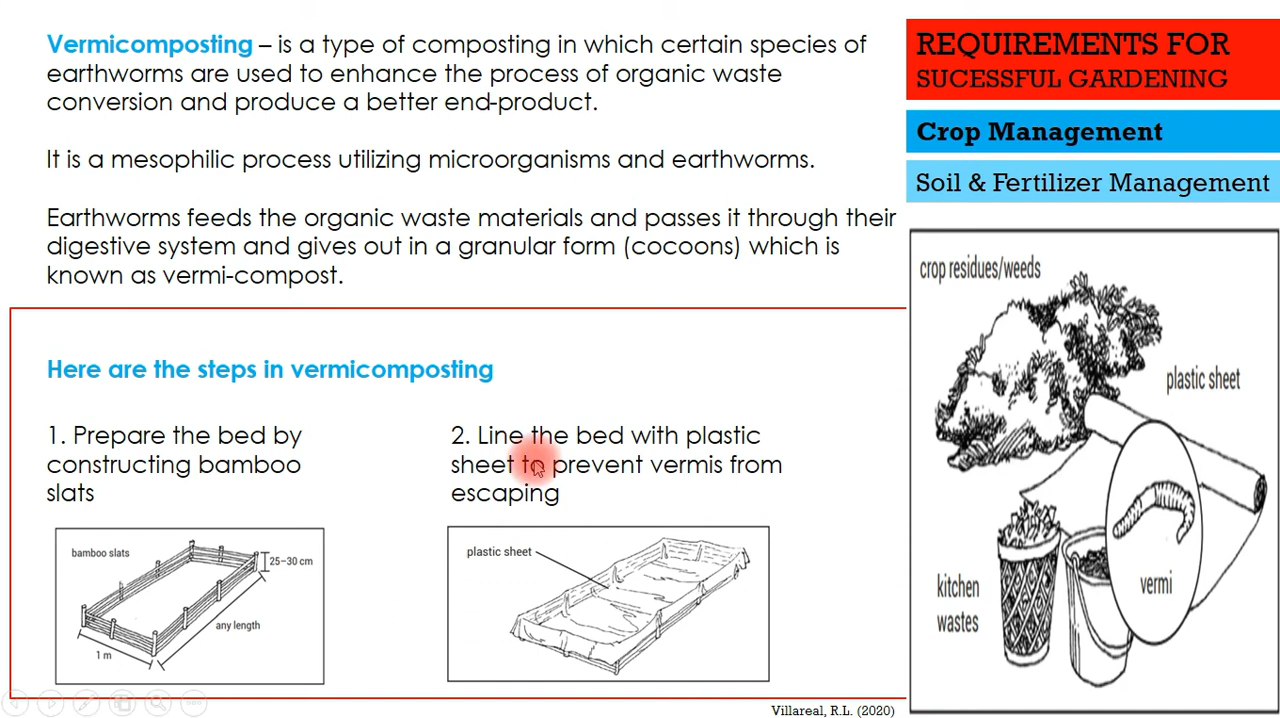 Vermicomposting – is a type of composting in which certain species of
earthworms are used to enhance the process of organic waste
conversion and produce a better end-product.
It is a mesophilic process utilizing microorganisms and earthworms.
Earthworms feeds the organic waste materials and passes it through their
digestive system and gives out in a granular form (cocoons) which is
known as vermi-compost.
Here are the steps in vermicomposting
1. Prepare the bed by
constructing bamboo
slats
bamboo slats
25–30 cm
any length
1 m
2. Line the bed with plastic
sheet to prevent vermis from
escaping
plastic sheet
REQUIREMENTS FOR
SUCESSFUL GARDENING
Crop Management
Soil & Fertilizer Management
crop residues/weeds
plastic sheet
kitchen
wastes
vermi
Villareal, R.L. (2020)